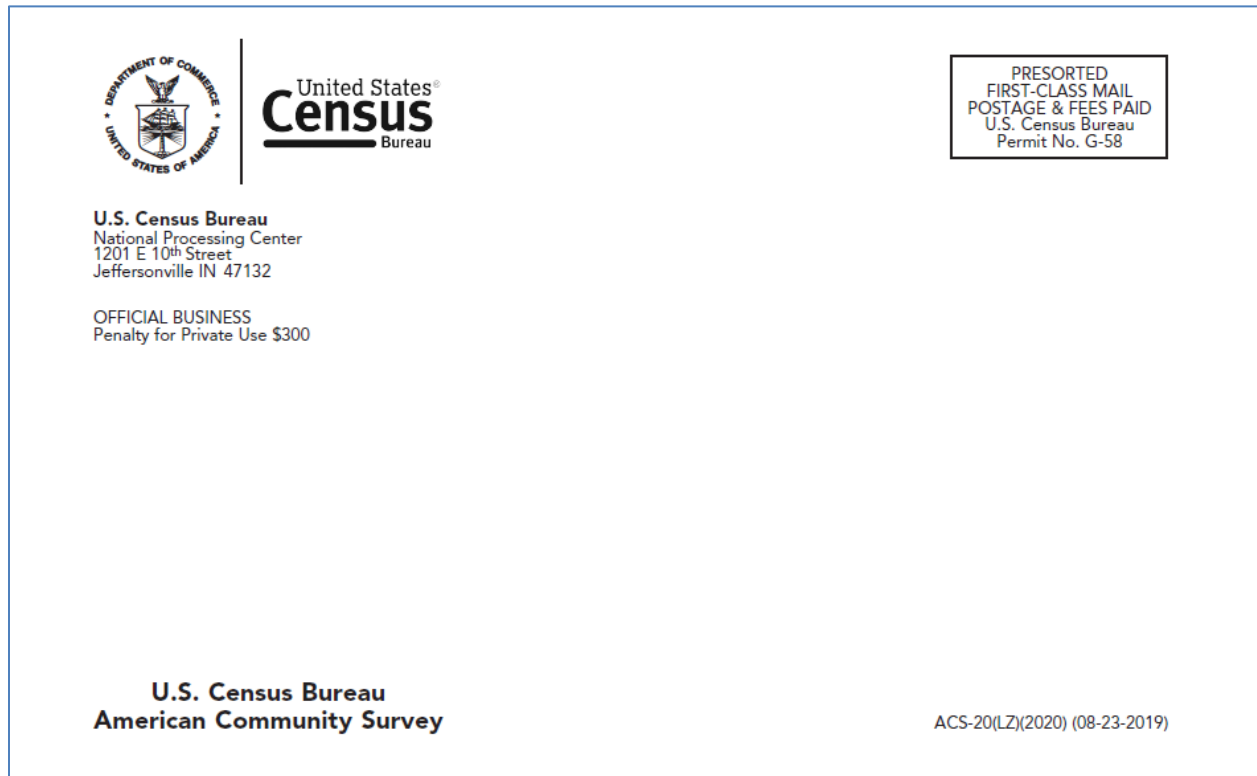 DEPARTMENT OF COMMERCE
UNITED STATES OF AMERICA
United States®
Census
Bureau
PRESORTED
FIRST-CLASS MAIL
POSTAGE & FEES PAID
U.S. Census Bureau
Permit No. G-58
U.S. Census Bureau
National Processing Center
1201 E 10th Street
Jeffersonville IN 47132
OFFICIAL BUSINESS
Penalty for Private Use $300
U.S. Census Bureau
American Community Survey
ACS-20(LZ)(2020) (08-23-2019)